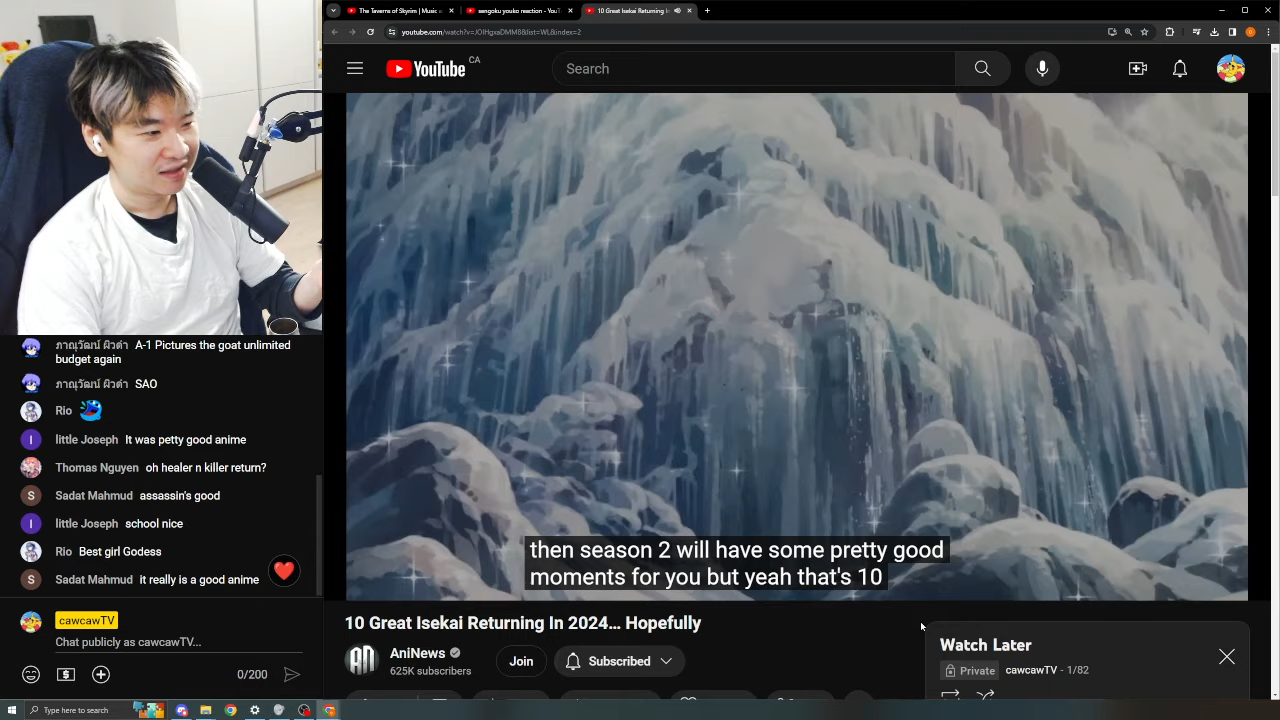 The Taverns of Skyrim | Music &
sengoku youko reaction - YouT
10 Great Isekai Returning In
youtube.com/watch?v=JOIHgxaDMM8&list=WL&index=2
YouTube CA
Search
then season 2 will have some pretty good
moments for you but yeah that's 10
ภาณุวัฒน์ ผิวดำ A-1 Pictures the goat unlimited
budget again
ภาณุวัฒน์ ผิวดำ SAO
Rio
little Joseph It was petty good anime
Thomas Nguyen oh healer n killer return?
Sadat Mahmud assassin's good
little Joseph school nice
Rio Best girl Godess
Sadat Mahmud it really is a good anime
cawcawTV
Chat publicly as cawcawTV...
0/200
10 Great Isekai Returning In 2024... Hopefully
AniNews
625K subscribers
Join
Subscribed
Watch Later
Private cawcawTV - 1/82
Type here to search